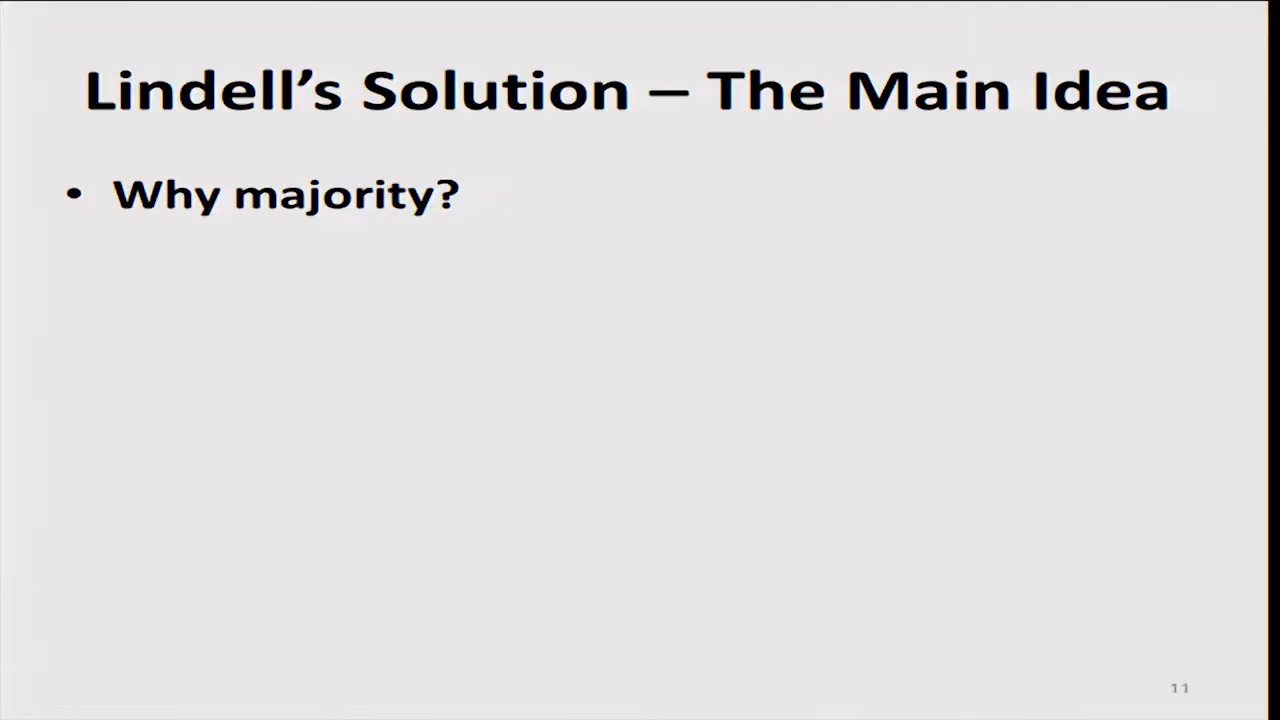 Lindell’s Solution – The Main Idea
• Why majority?
11